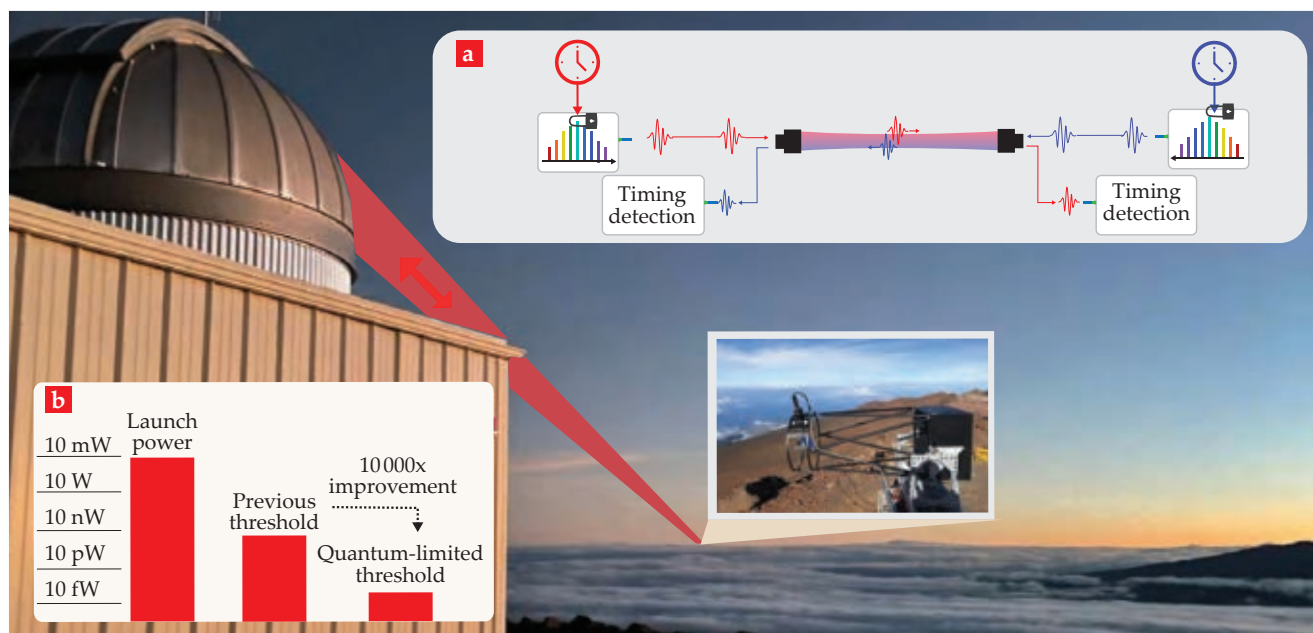 a
Timing
detection
Timing
detection
b
Launch
power
10 mW
10 W
10 nW
10 pW
10 fW
Previous
threshold
10 000x
improvement
Quantum-limited
threshold